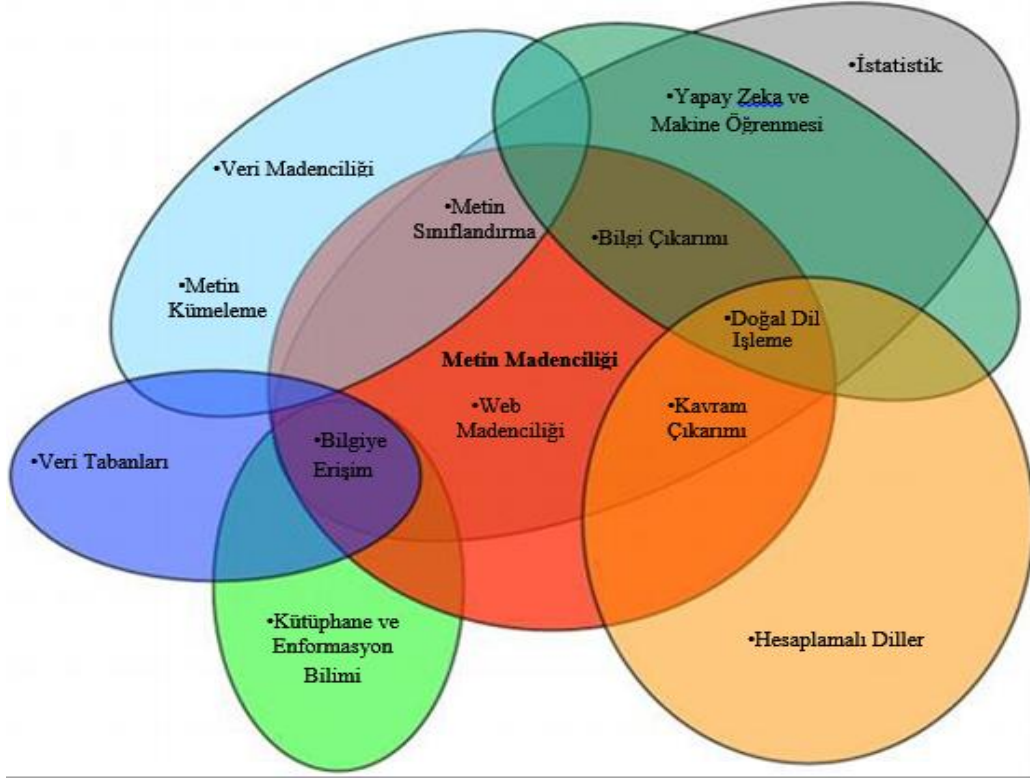 •İstatistik
•Yapay Zeka ve
Makine Öğrenmesi
•Veri Madenciliği
•Metin
Sınıflandırma
•Bilgi Çıkarımı
•Metin
Kümeleme
•Doğal Dil
İşleme
Metin Madenciliği
•Web
Madenciliği
•Kavram
Çıkarımı
•Veri Tabanları
•Bilgiye
Erişim
•Kütüphane ve
Enformasyon
Bilimi
•Hesaplamalı Diller